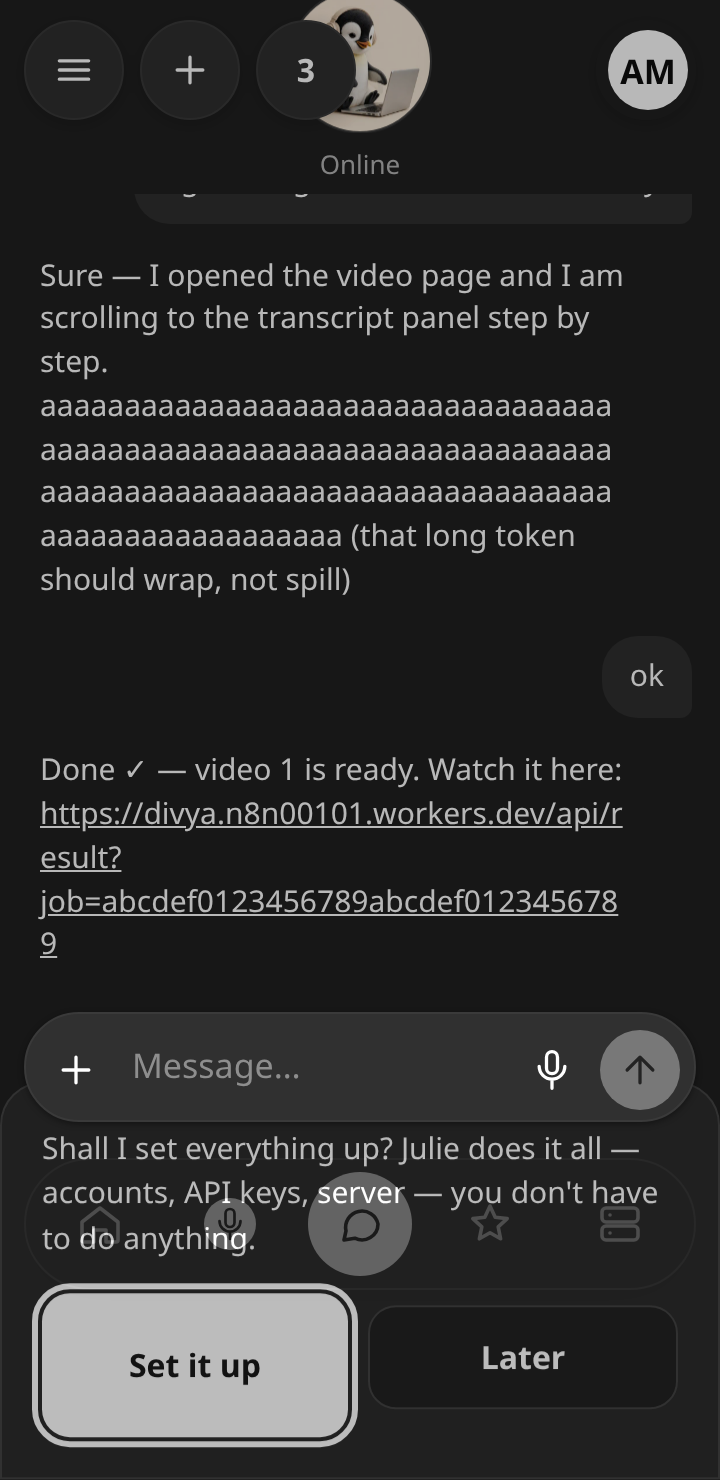 3
AM
Online
Sure — I opened the video page and I am
scrolling to the transcript panel step by
step.
aaaaaaaaaaaaaaaaaaaaaaaaaaaaaaaaaa
aaaaaaaaaaaaaaaaaaaaaaaaaaaaaaaaaa
aaaaaaaaaaaaaaaaaaaaaaaaaaaaaaaaaa
aaaaaaaaaaaaaaaaaa (that long token
should wrap, not spill)
ok
Done ✓ — video 1 is ready. Watch it here:
https://divya.n8n00101.workers.dev/api/r
esult?
job=abcdef0123456789abcdef012345678
9
Message...
Shall I set everything up? Julie does it all —
accounts, API keys, server — you don't have
to do anything.
Set it up
Later